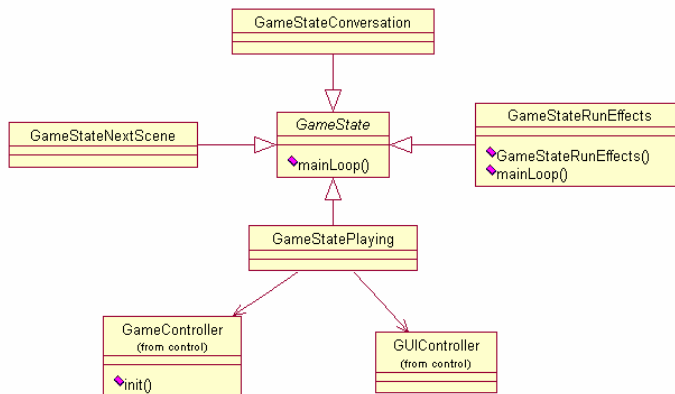 GameStateConversation
GameState
mainLoop()
GameStateNextScene
GameStateRunEffects
GameStateRunEffects()
mainLoop()
GameStatePlaying
GameController
(from control)
init()
GUIController
(from control)